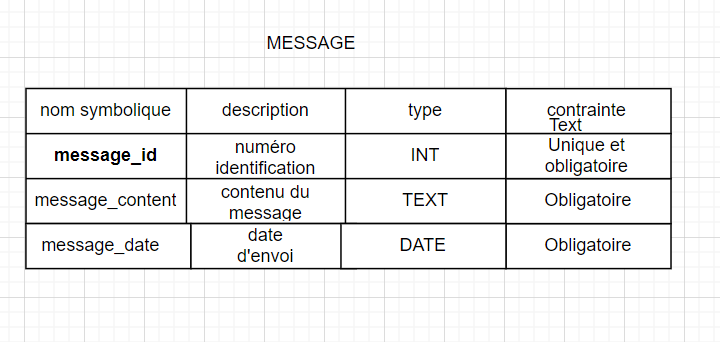 MESSAGE
nom symbolique description type contrainte
Text
message_id numéro identification INT Unique et obligatoire
message_content contenu du message TEXT Obligatoire
message_date date d'envoi DATE Obligatoire